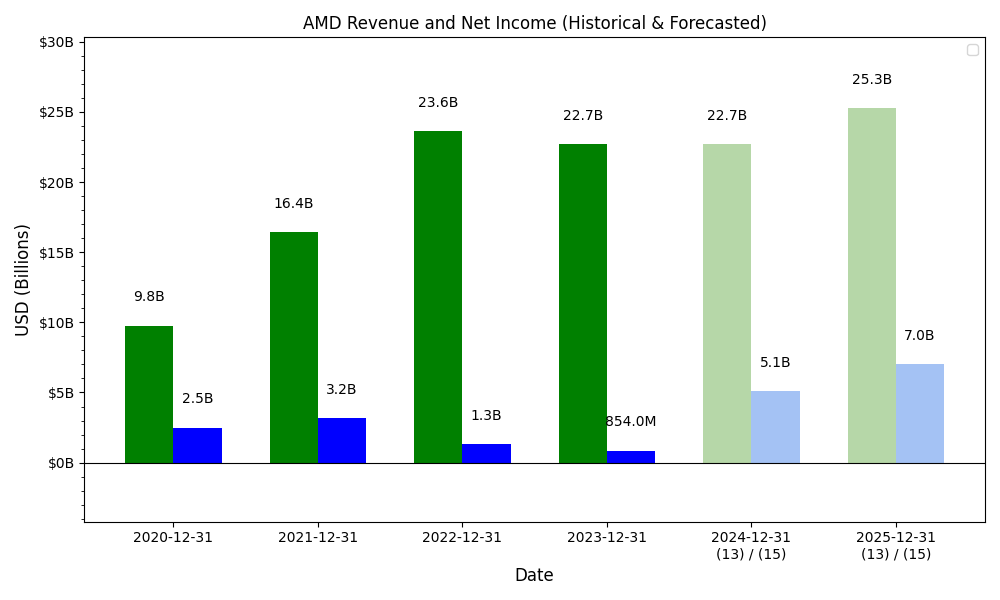 AMD Revenue and Net Income (Historical & Forecasted)
$30B
$25B
$20B
$15B
$10B
$5B
$0B
USD (Billions)
9.8B
2.5B
16.4B
3.2B
23.6B
1.3B
22.7B
854.0M
22.7B
5.1B
25.3B
7.0B
2020-12-31
2021-12-31
2022-12-31
2023-12-31
2024-12-31
(13) / (15)
2025-12-31
(13) / (15)
Date